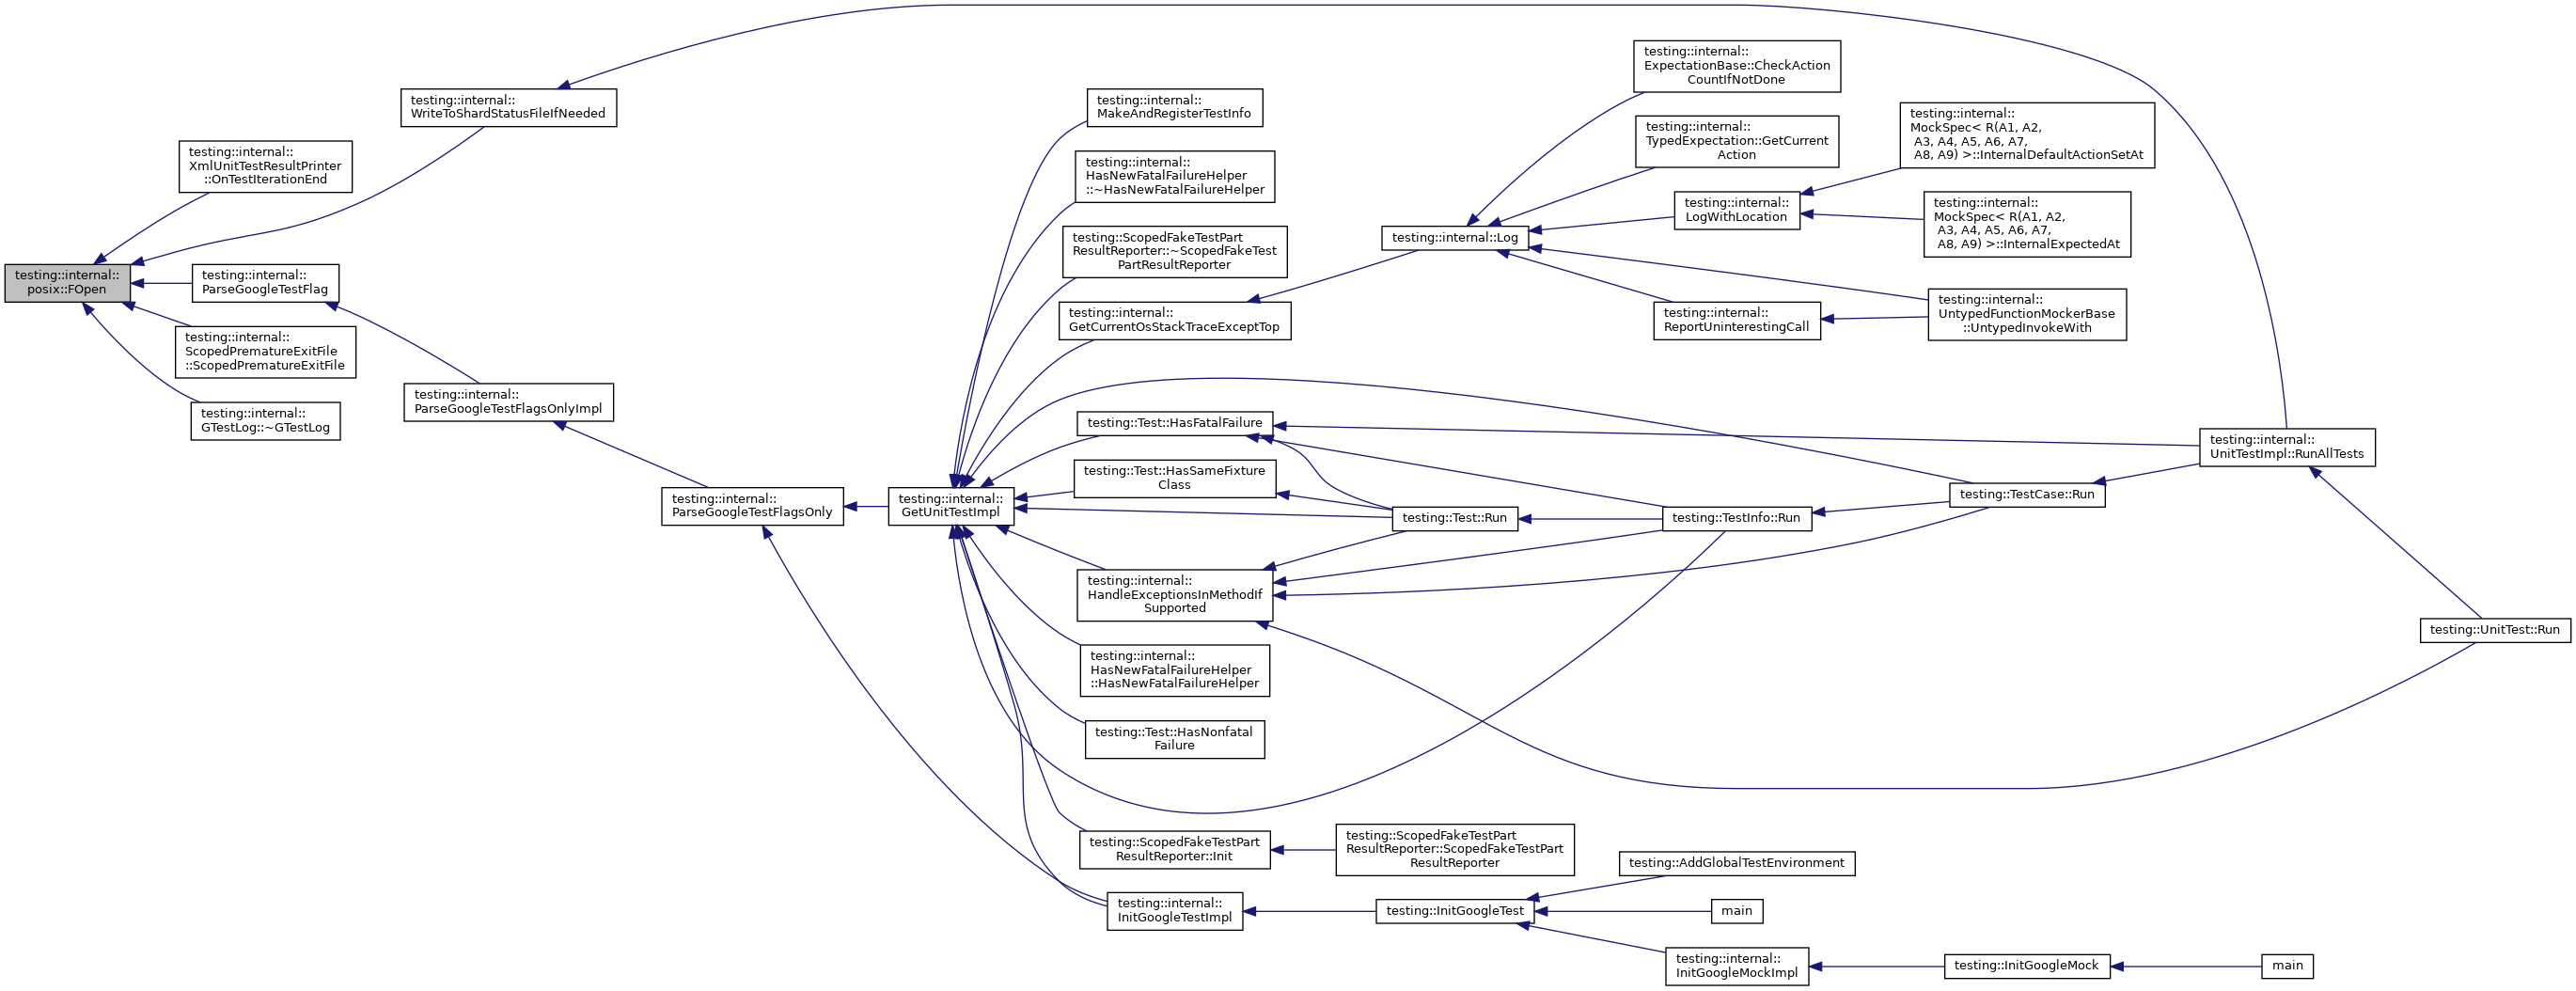 testing::internal::
posix::FOpen
testing::internal::
XmlUnitTestResultPrinter
::OnTestIterationEnd
testing::internal::
WriteToShardStatusFileIfNeeded
testing::internal::
ParseGoogleTestFlag
testing::internal::
ScopedPrematureExitFile
::ScopedPrematureExitFile
testing::internal::
GTestLog::~GTestLog
testing::internal::
ParseGoogleTestFlagsOnlyImpl
testing::internal::
ParseGoogleTestFlagsOnly
testing::internal::
GetUnitTestImpl
testing::internal::
MakeAndRegisterTestInfo
testing::internal::
HasNewFatalFailureHelper
::~HasNewFatalFailureHelper
testing::ScopedFakeTestPart
ResultReporter::~ScopedFakeTest
PartResultReporter
testing::internal::
GetCurrentOsStackTraceExceptTop
testing::Test::HasFatalFailure
testing::Test::HasSameFixture
Class
testing::internal::
HandleExceptionsInMethodIf
Supported
testing::internal::
HasNewFatalFailureHelper
::HasNewFatalFailureHelper
testing::Test::HasNonfatal
Failure
testing::ScopedFakeTestPart
ResultReporter::Init
testing::internal::
InitGoogleTestImpl
testing::internal::Log
testing::Test::Run
testing::ScopedFakeTestPart
ResultReporter::ScopedFakeTestPart
ResultReporter
testing::InitGoogleTest
testing::internal::
ExpectationBase::CheckAction
CountIfNotDone
testing::internal::
TypedExpectation::GetCurrent
Action
testing::internal::
LogWithLocation
testing::internal::
ReportUninterestingCall
testing::TestInfo::Run
testing::AddGlobalTestEnvironment
main
testing::internal::
InitGoogleMockImpl
testing::internal::
MockSpec< R(A1, A2,
A3, A4, A5, A6, A7,
A8, A9) >::InternalDefaultActionSetAt
testing::internal::
MockSpec< R(A1, A2,
A3, A4, A5, A6, A7,
A8, A9) >::InternalExpectedAt
testing::internal::
UntypedFunctionMockerBase
::UntypedInvokeWith
testing::TestCase::Run
testing::InitGoogleMock
testing::internal::
UnitTestImpl::RunAllTests
testing::UnitTest::Run
main